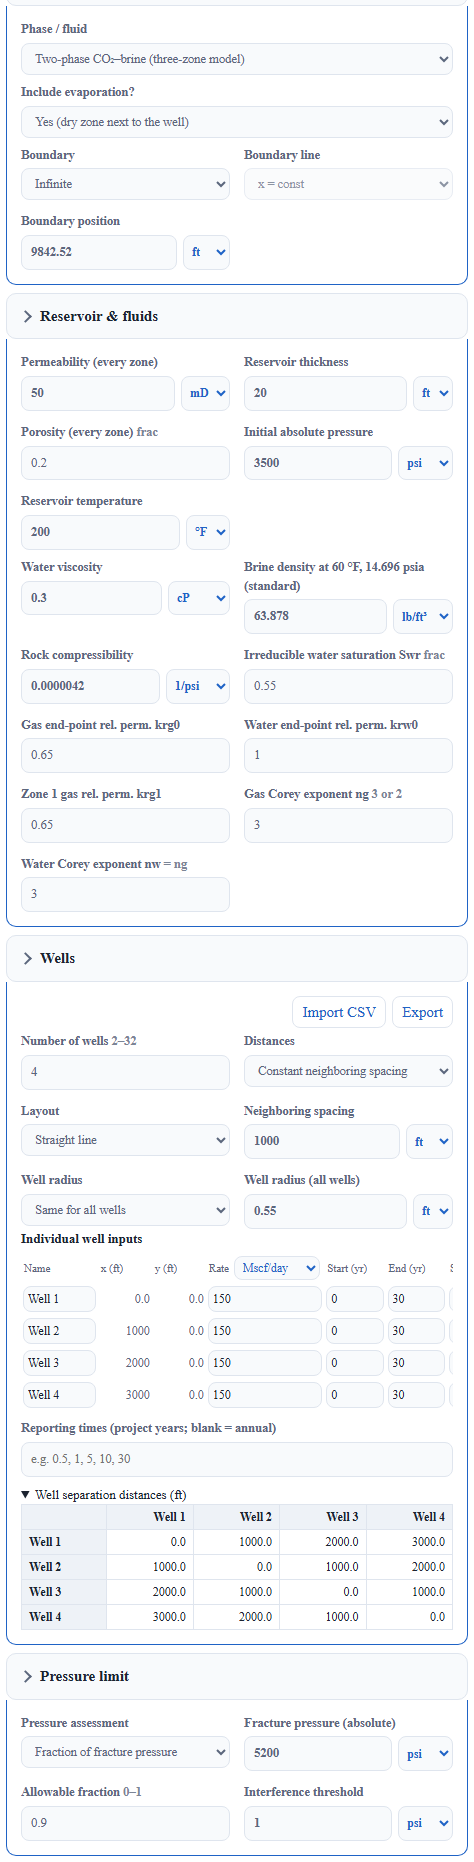 Phase / fluid
Two-phase CO₂–brine (three-zone model)
Include evaporation?
Yes (dry zone next to the well)
Boundary Boundary line
Infinite x = const
Boundary position
9842.52 ft
Reservoir & fluids
Permeability (every zone) Reservoir thickness
50 mD 20 ft
Porosity (every zone) frac Initial absolute pressure
0.2 3500 psi
Reservoir temperature
200 °F
Water viscosity Brine density at 60 °F, 14.696 psia
(standard)
0.3 cP 63.878 lb/ft³
Rock compressibility Irreducible water saturation Swr frac
0.0000042 1/psi 0.55
Gas end-point rel. perm. krg0 Water end-point rel. perm. krw0
0.65 1
Zone 1 gas rel. perm. krg1 Gas Corey exponent ng 3 or 2
0.65 3
Water Corey exponent nw = ng
3
Wells
Import CSV Export
Number of wells 2–32 Distances
4 Constant neighboring spacing
Layout Neighboring spacing
Straight line 1000 ft
Well radius Well radius (all wells)
Same for all wells 0.55 ft
Individual well inputs
Name x (ft) y (ft) Rate Mscf/day Start (yr) End (yr)
Well 1 0.0 0.0 150 0 30
Well 2 1000 0.0 150 0 30
Well 3 2000 0.0 150 0 30
Well 4 3000 0.0 150 0 30
Reporting times (project years; blank = annual)
e.g. 0.5, 1, 5, 10, 30
Well separation distances (ft)
Well 1 Well 2 Well 3 Well 4
Well 1 0.0 1000.0 2000.0 3000.0
Well 2 1000.0 0.0 1000.0 2000.0
Well 3 2000.0 1000.0 0.0 1000.0
Well 4 3000.0 2000.0 1000.0 0.0
Pressure limit
Pressure assessment Fracture pressure (absolute)
Fraction of fracture pressure 5200 psi
Allowable fraction 0–1 Interference threshold
0.9 1 psi